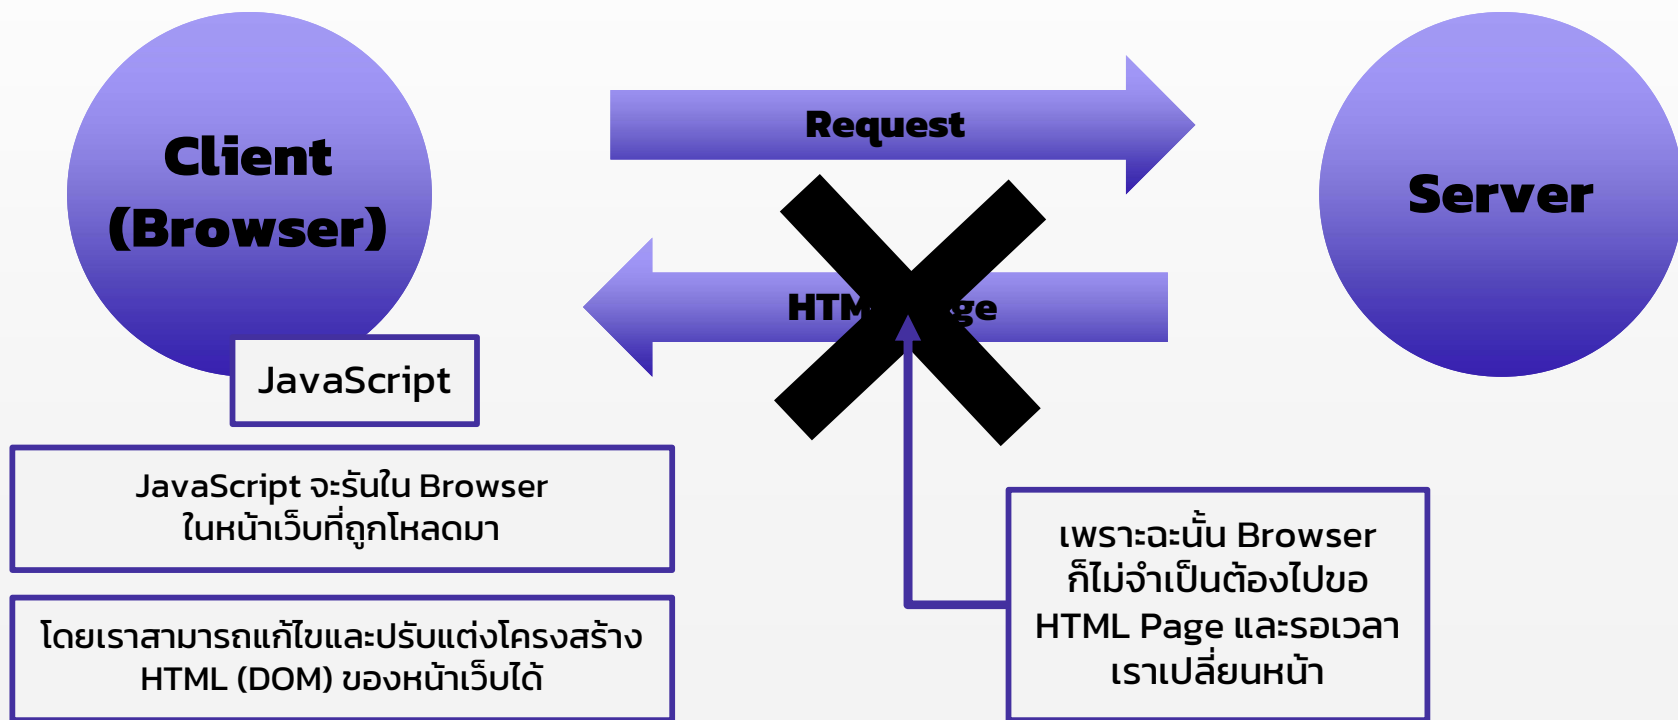 Client
(Browser)
Request
Server
JavaScript
JavaScript จะรันใน Browser
ในหน้าเว็บที่ถูกโหลดมา
โดยเราสามารถแก้ไขและปรับแต่งโครงสร้าง
HTML (DOM) ของหน้าเว็บได้
เพราะฉะนั้น Browser
ก็ไม่จำเป็นต้องไปขอ
HTML Page และรอเวลา
เราเปลี่ยนหน้า